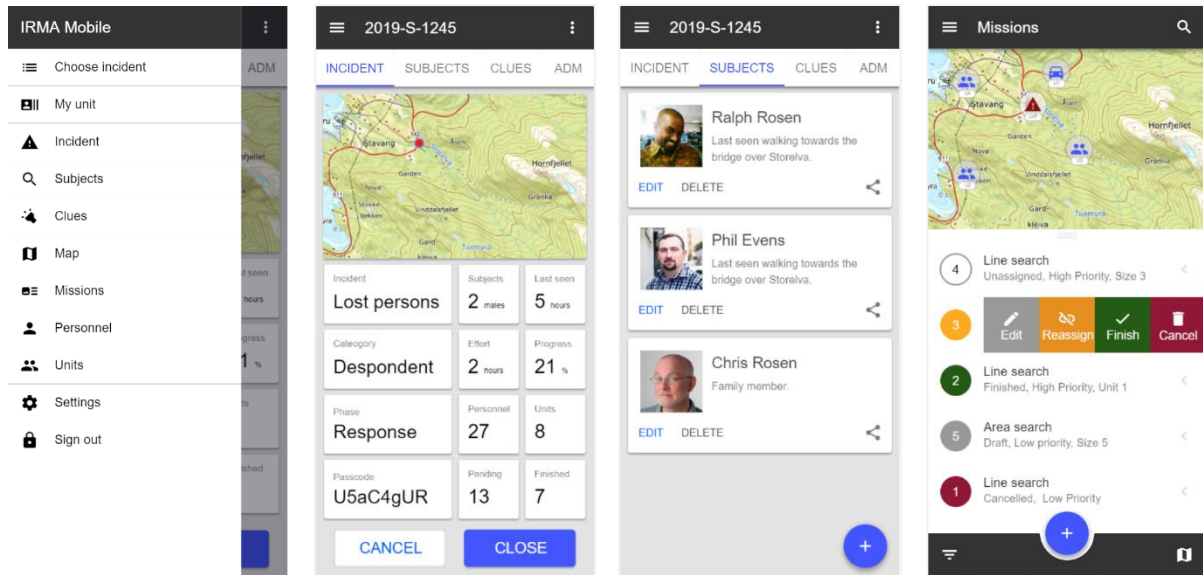 IRMA Mobile
Choose incident
ADM
My unit
Incident
Subjects
Clues
Map
Missions
Personnel
Units
Settings
Sign out
hours
2019-S-1245
INCIDENT SUBJECTS CLUES ADM
Stavang
Åsen
Storelva
Hornfjellet
Garden
Nova
Vinddalsfjellet
Grønka
Gard
Incident
Lost persons
Subjects
2 males
Last seen
5 hours
Cateogory
Despondent
Effort
2 hours
Progress
21 %
Phase
Response
Personnel
27
Units
8
Passcode
U5aC4gUR
Pending
13
Finished
7
CANCEL
CLOSE
2019-S-1245
INCIDENT SUBJECTS CLUES ADM
Ralph Rosen
Last seen walking towards the
bridge over Storelva.
EDIT DELETE
Phil Evens
Last seen walking towards the
bridge over Storelva.
EDIT DELETE
Chris Rosen
Family member.
EDIT DELETE
+
Missions
Stavang
Åsen
Hornfjellet
Garden
Nova
Vinddalsfjellet
Grønka
Gard
4
Line search
Unassigned, High Priority, Size 3
3
Edit Reassign Finish Cancel
2
Line search
Finished, High Priority, Unit 1
5
Area search
Draft, Low priority, Size 5
1
Line search
Cancelled, Low Priority
+